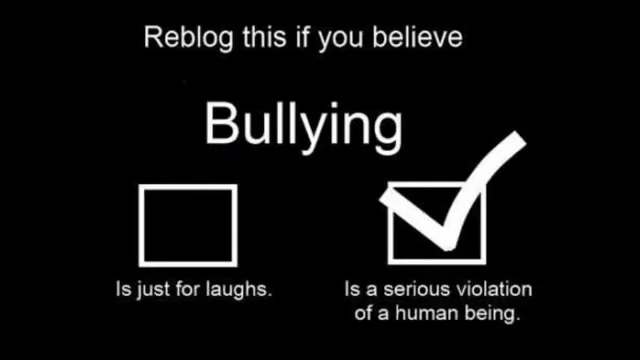 Reblog this if you believe
Bullying
Is just for laughs.
Is a serious violation
of a human being.